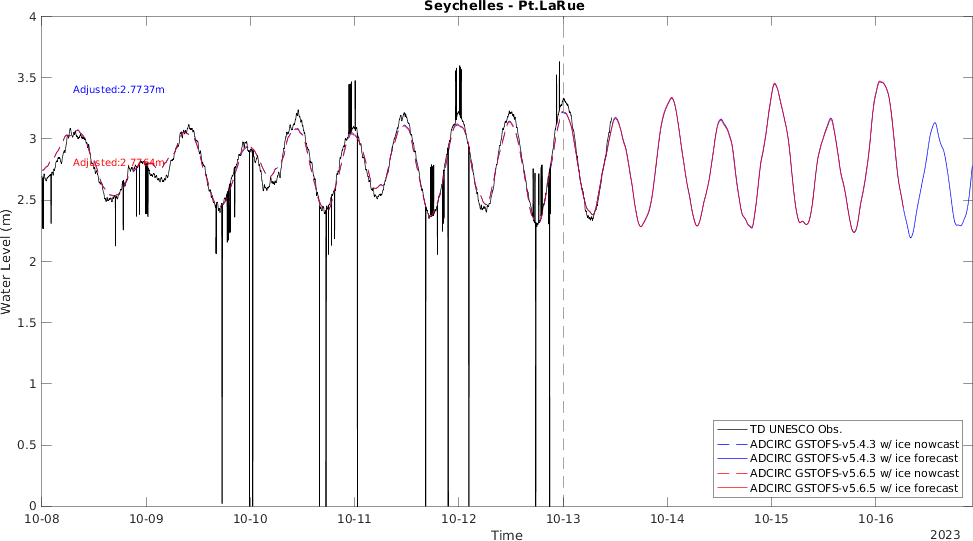 Seychelles - Pt.LaRue
4
3.5
3
2.5
2
1.5
1
0.5
0
Water Level (m)
Adjusted:2.7737m
Adjusted:2.7764m
TD UNESCO Obs.
ADCIRC GSTOFS-v5.4.3 w/ ice nowcast
ADCIRC GSTOFS-v5.4.3 w/ ice forecast
ADCIRC GSTOFS-v5.6.5 w/ ice nowcast
ADCIRC GSTOFS-v5.6.5 w/ ice forecast
10-08 10-09 10-10 10-11 10-12 10-13 10-14 10-15 10-16
Time
2023